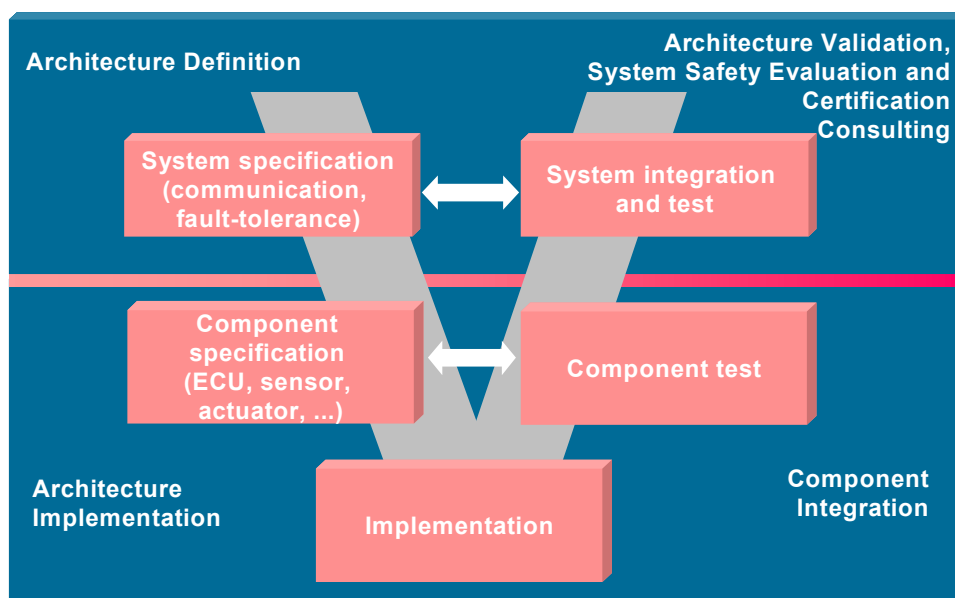 Architecture Definition
Architecture Validation,
System Safety Evaluation and
Certification
Consulting
System specification
(communication,
fault-tolerance)
System integration
and test
Component
specification
(ECU, sensor,
actuator, ...)
Component test
Architecture
Implementation
Implementation
Component
Integration